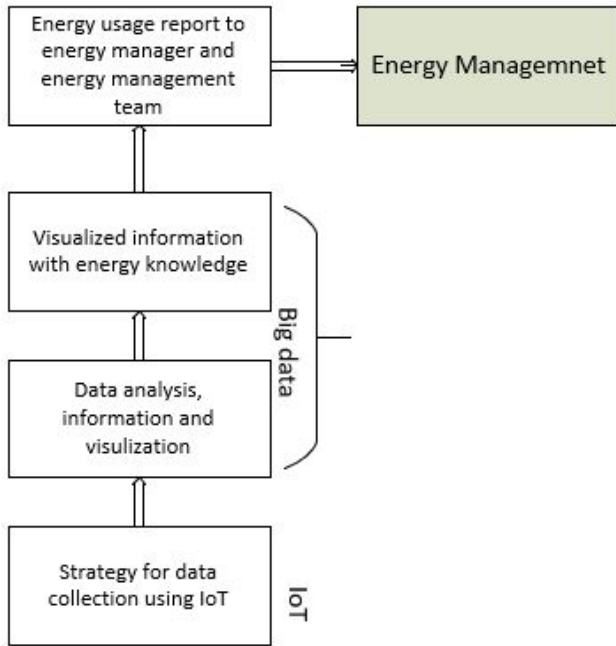 Energy usage report to
energy manager and
energy management
team
Energy Managemnet
Visualized information
with energy knowledge
Big data
Data analysis,
information and
visulization
Strategy for data
collection using IoT
IoT